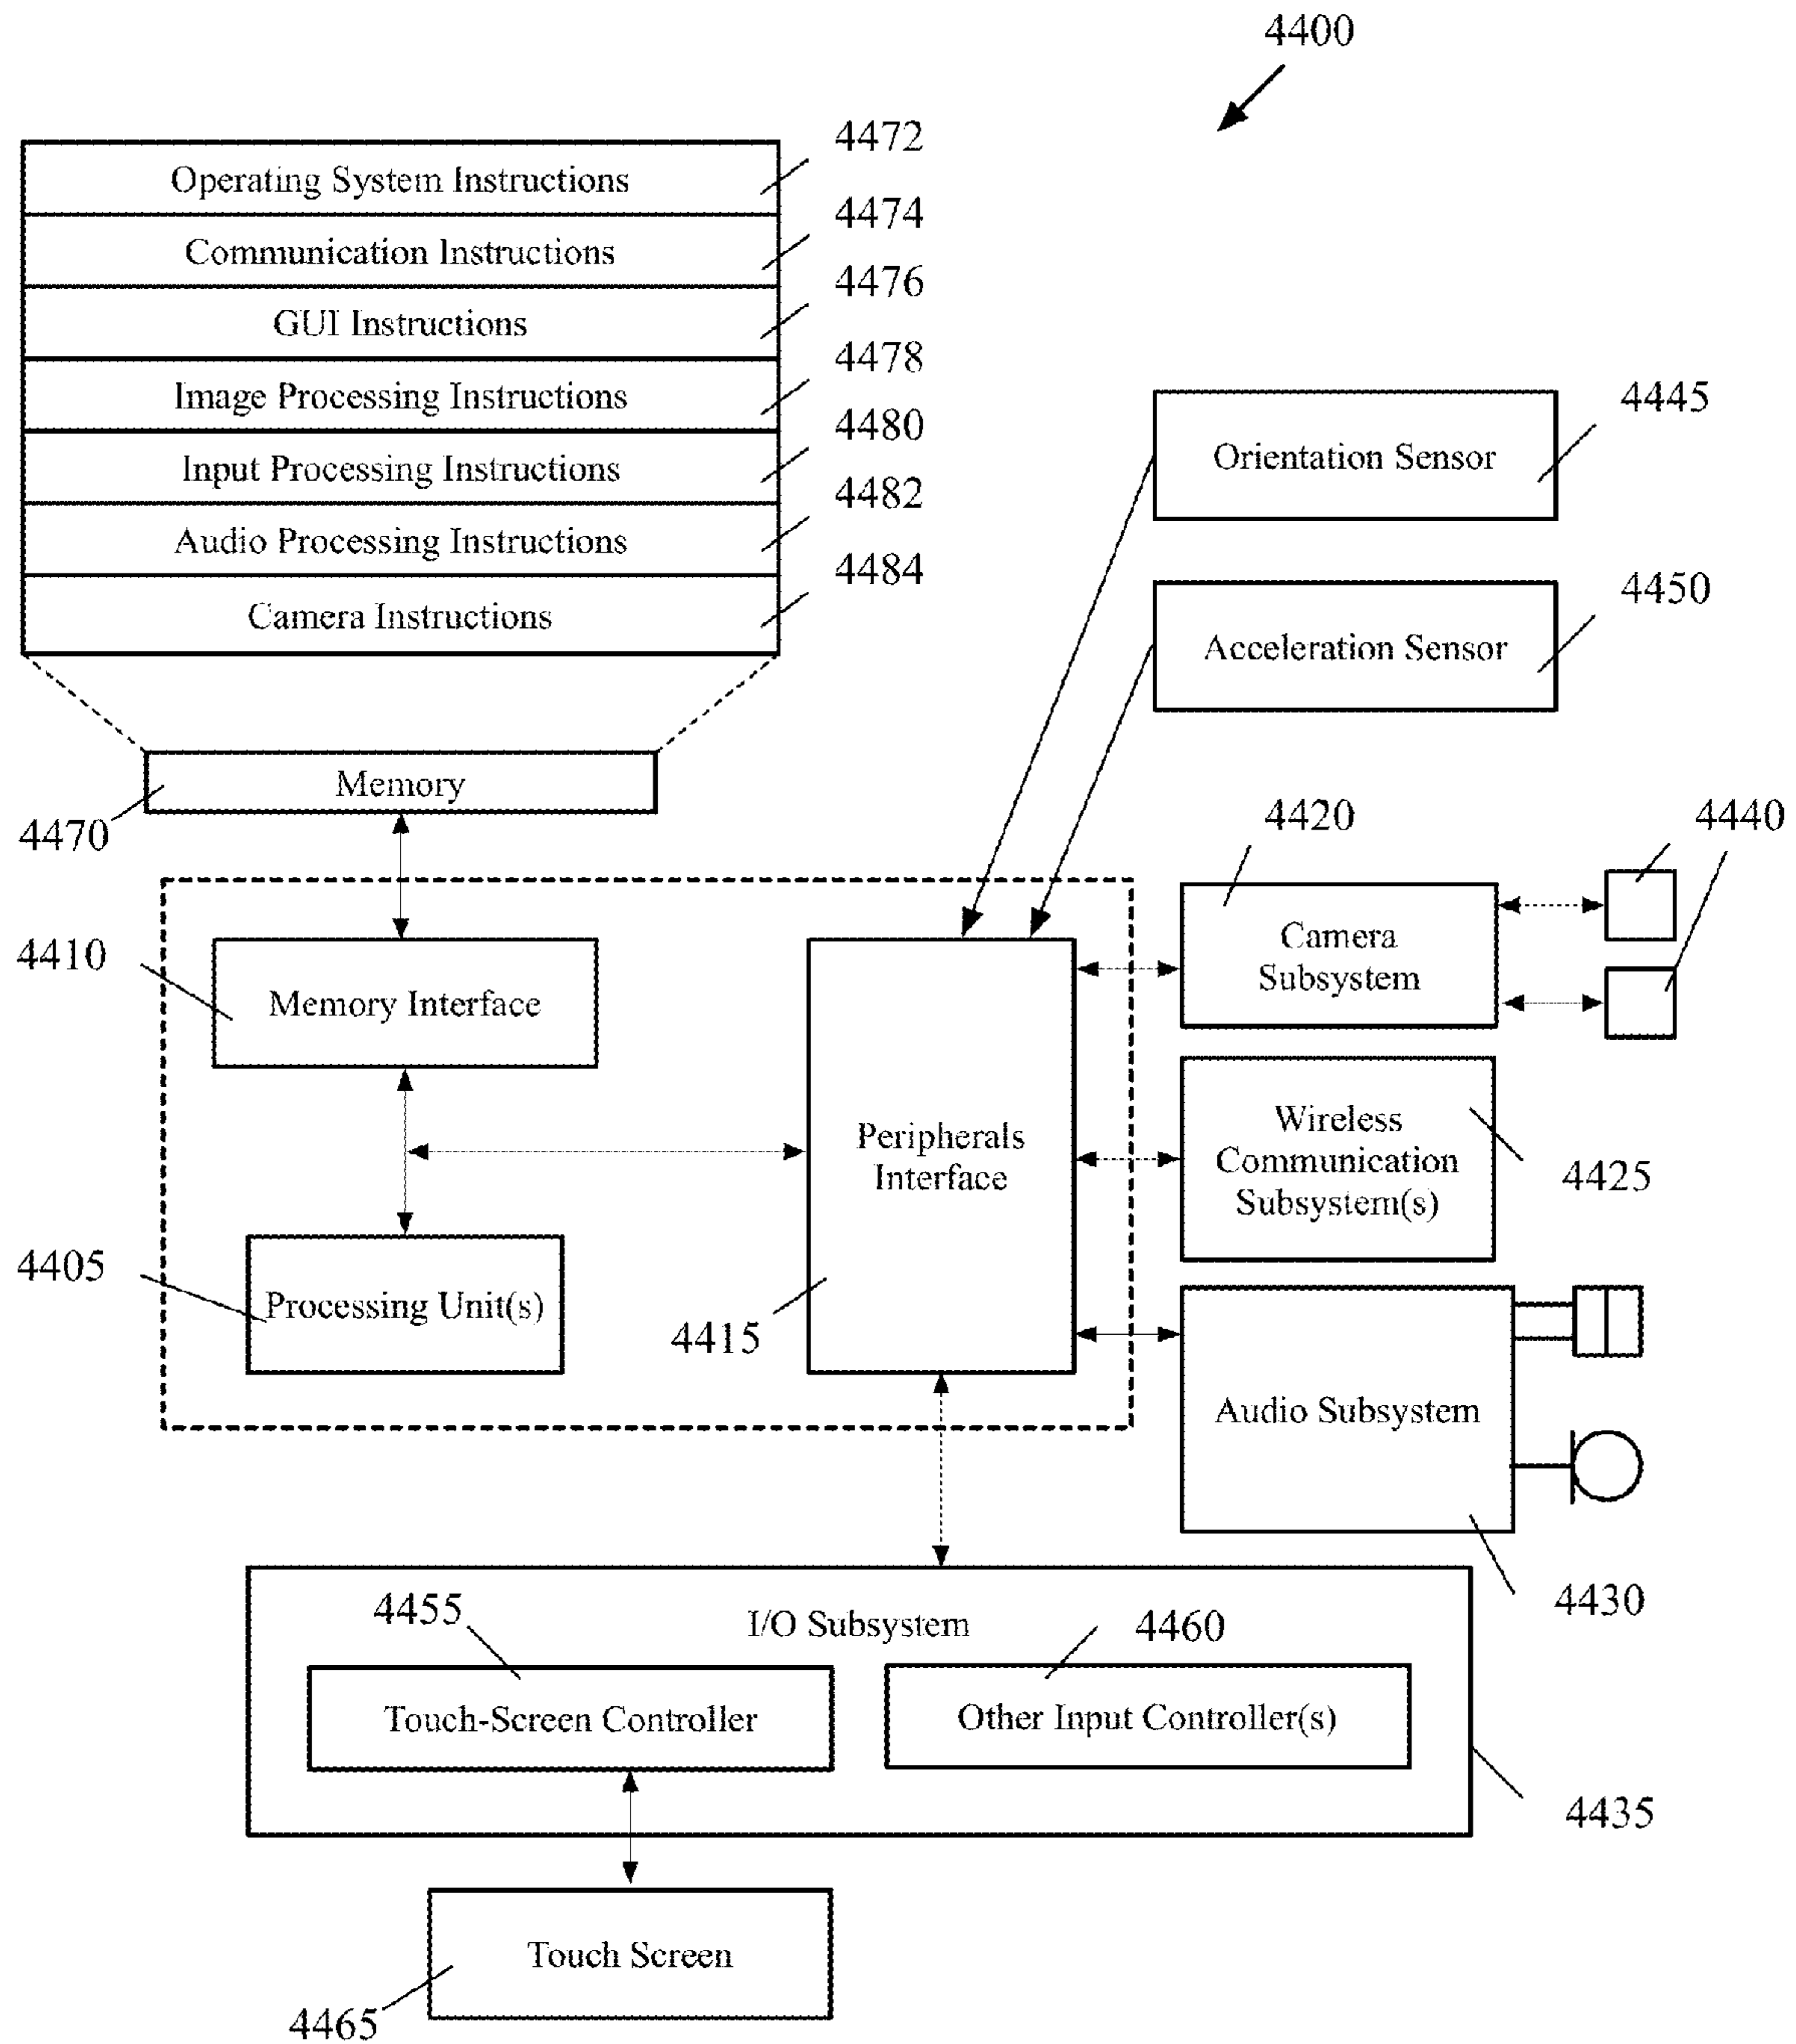 4400
4472
Operating System Instructions
4474
Communication Instructions
4476
GUI Instructions
4478
Image Processing Instructions
4480
Input Processing Instructions
4482
Audio Processing Instructions
4484
Camera Instructions
4445
Orientation Sensor
4450
Acceleration Sensor
Memory
4470
4420
4440
Camera
Subsystem
4410
Memory Interface
Peripherals
Interface
Wireless
Communication
Subsystem(s)
4425
4405
Processing Unit(s)
4415
Audio Subsystem
4430
I/O Subsystem
4455
4460
Touch-Screen Controller
Other Input Controller(s)
4435
Touch Screen
4465